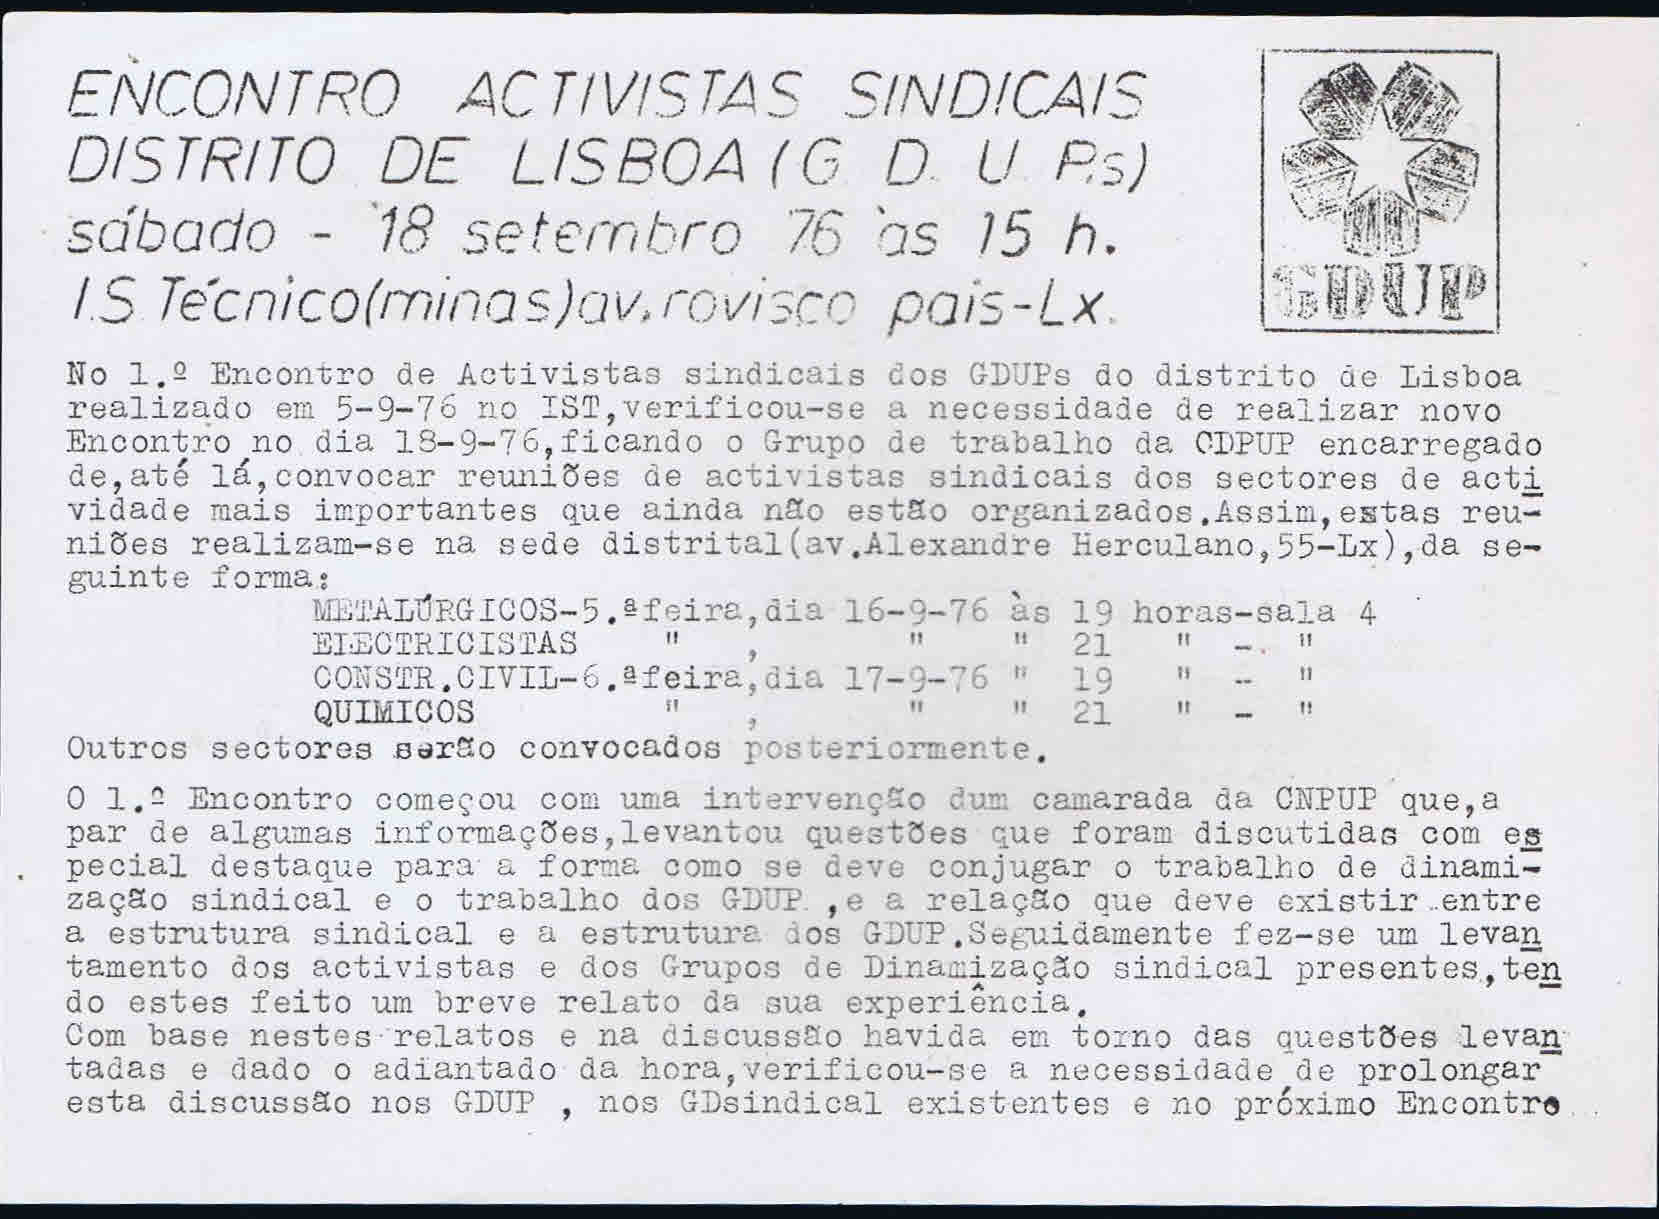 ENCONTRO ACTIVISTAS SINDICAIS
DISTRITO DE LISBOA (G D. U P.s)
sábado - 18 setembro 76 às 15 h.
I.S. Técnico(minas)av.rovisco pais-Lx.
GDUP
No 1.º Encontro de Activistas sindicais dos GDUPs do distrito de Lisboa
realizado em 5-9-76 no IST,verificou-se a necessidade de realizar novo
Encontro,no dia 18-9-76,ficando o Grupo de trabalho da CDPUP encarregado
de,até lá,convocar reuniões de activistas sindicais dos sectores de acti
vidade mais importantes que ainda não estão organizados.Assim,estas reu-
niões realizam-se na sede distrital(av.Alexandre Herculano,55-Lx),da se-
guinte forma:
METALÚRGICOS-5.ªfeira,dia 16-9-76 às 19 horas-sala 4
ELECTRICISTAS " , " " 21 " - "
CONSTR.CIVIL-6.ªfeira,dia 17-9-76 " 19 " - "
QUIMICOS " , " " 21 " - "
Outros sectores serão convocados posteriormente.
O 1.º Encontro começou com uma intervenção dum camarada da CNPUP que,a
par de algumas informações,levantou questões que foram discutidas com es
pecial destaque para a forma como se deve conjugar o trabalho de dinami-
zação sindical e o trabalho dos GDUP ,e a relação que deve existir entre
a estrutura sindical e a estrutura dos GDUP.Seguidamente fez-se um levan
tamento dos activistas e dos Grupos de Dinamização sindical presentes,ten
do estes feito um breve relato da sua experiência.
Com base nestes relatos e na discussão havida em torno das questões levan
tadas e dado o adiantado da hora,verificou-se a necessidade,de prolongar
esta discussão nos GDUP , nos GDsindical existentes e no próximo Encontro